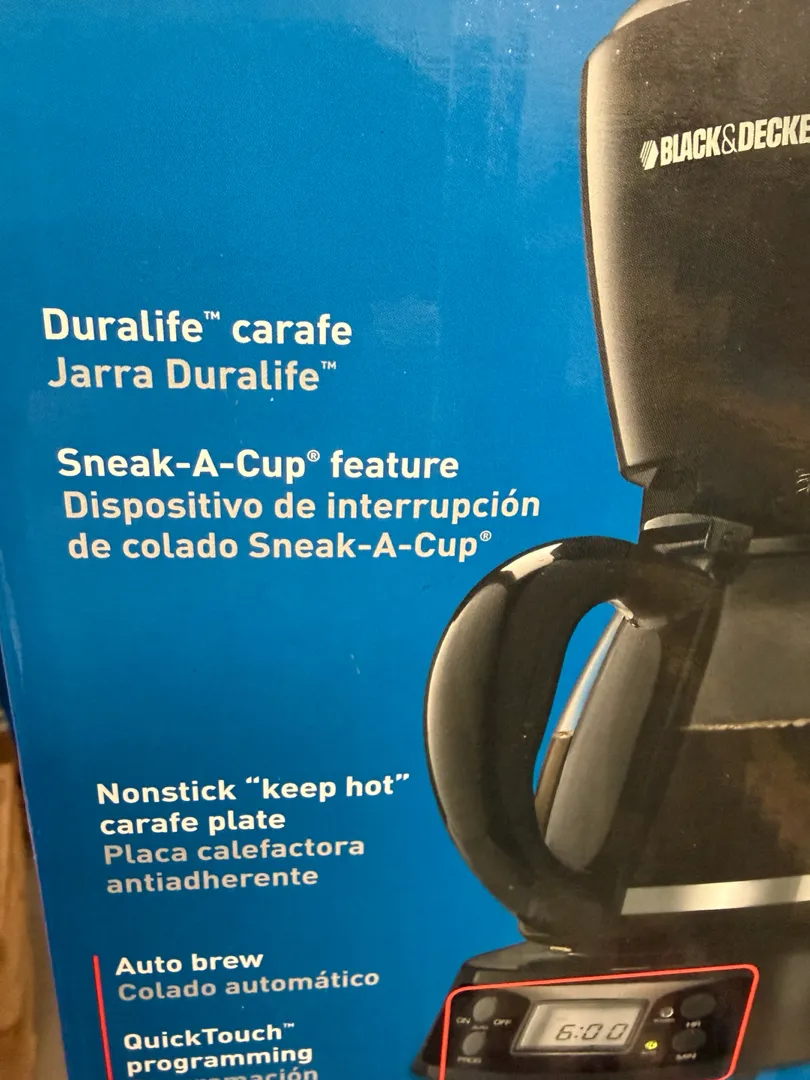 BLACK&DECKE
Duralife™ carafe
Jarra Duralife™
Sneak-A-Cup® feature
Dispositivo de interrupción
de colado Sneak-A-Cup®
Nonstick “keep hot”
carafe plate
Placa calefactora
antiadherente
Auto brew
Colado automático
QuickTouch™
programming
ON
OFF
PROG
6:00
HR
MIN